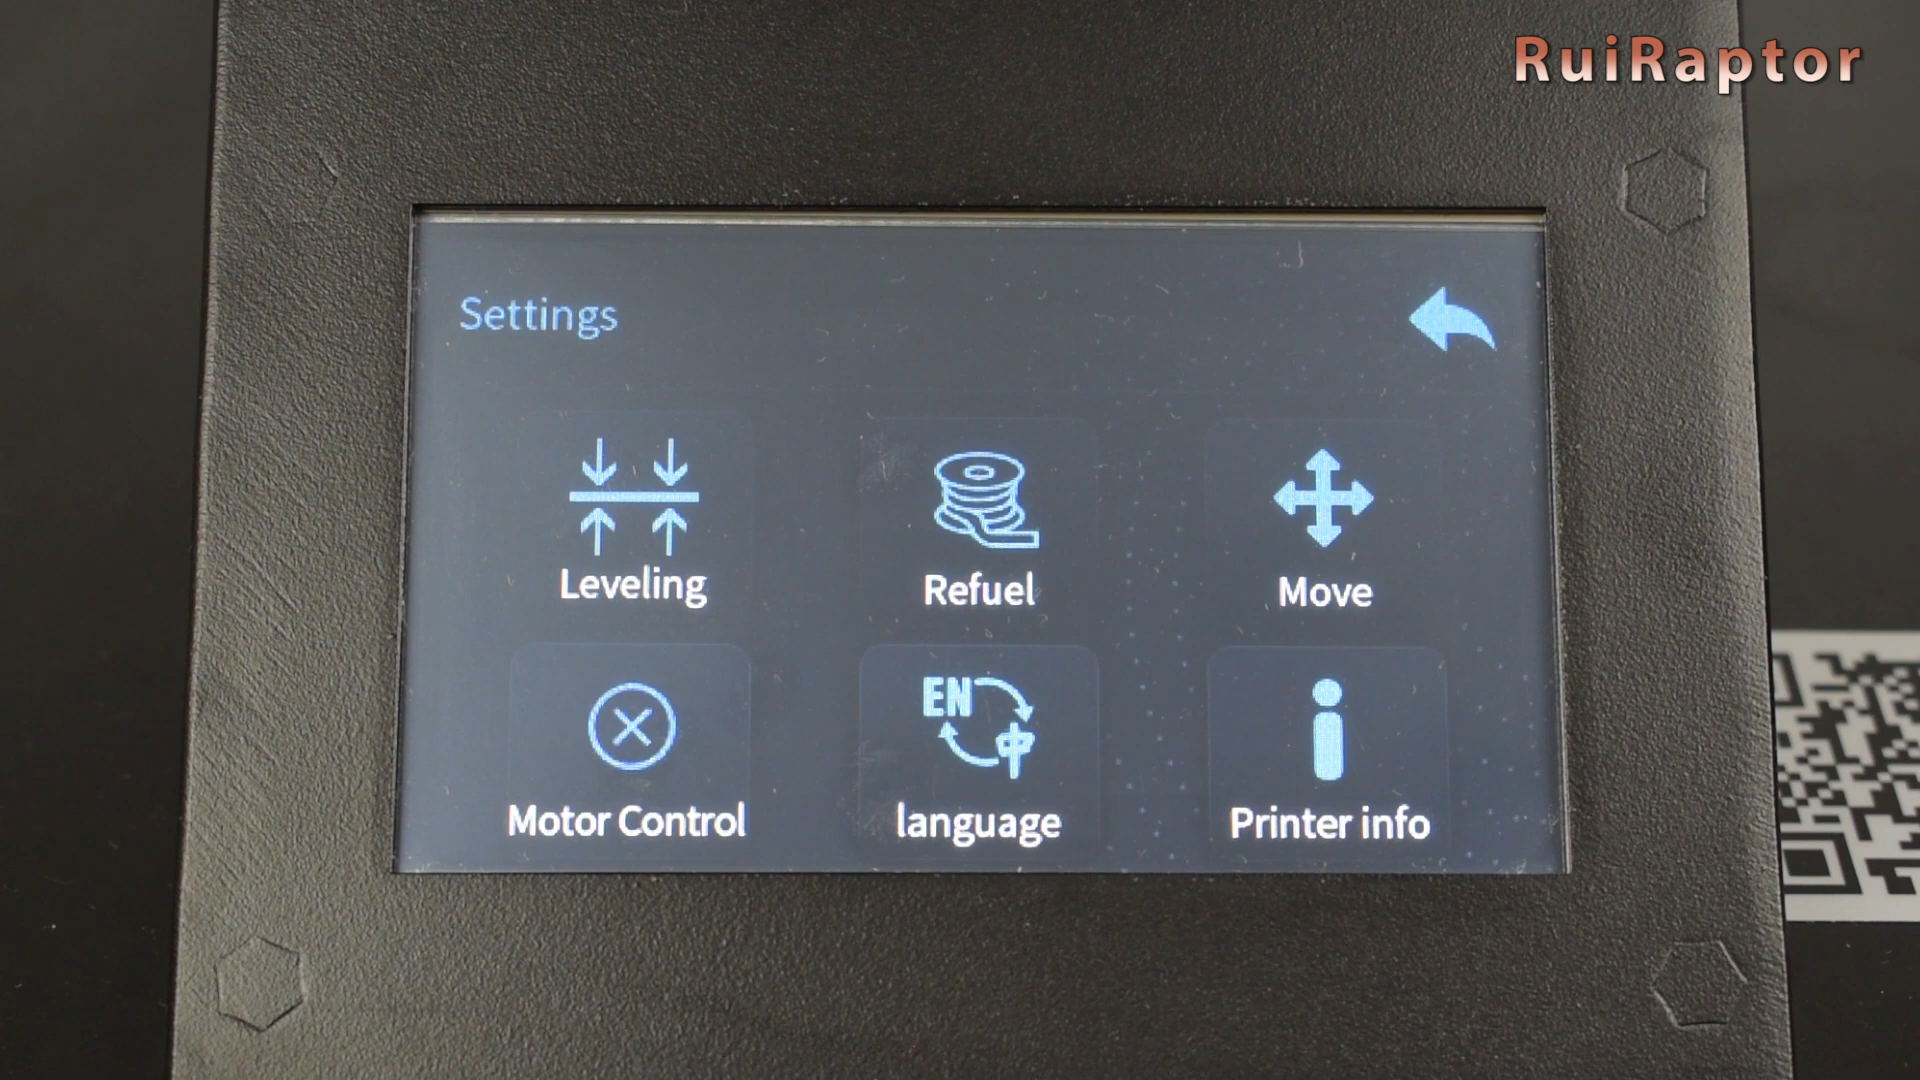 RuiRaptor
Settings
Leveling
Refuel
Move
EN
中
Motor Control
language
Printer info